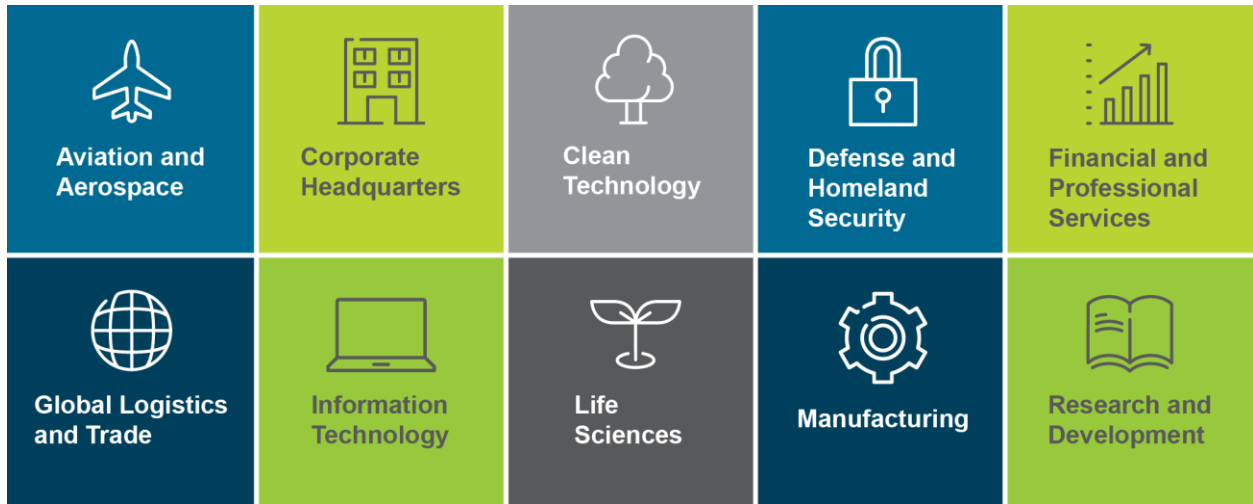 Aviation and
Aerospace
Corporate
Headquarters
Clean
Technology
Defense and
Homeland
Security
Financial and
Professional
Services
Global Logistics
and Trade
Information
Technology
Life
Sciences
Manufacturing
Research and
Development